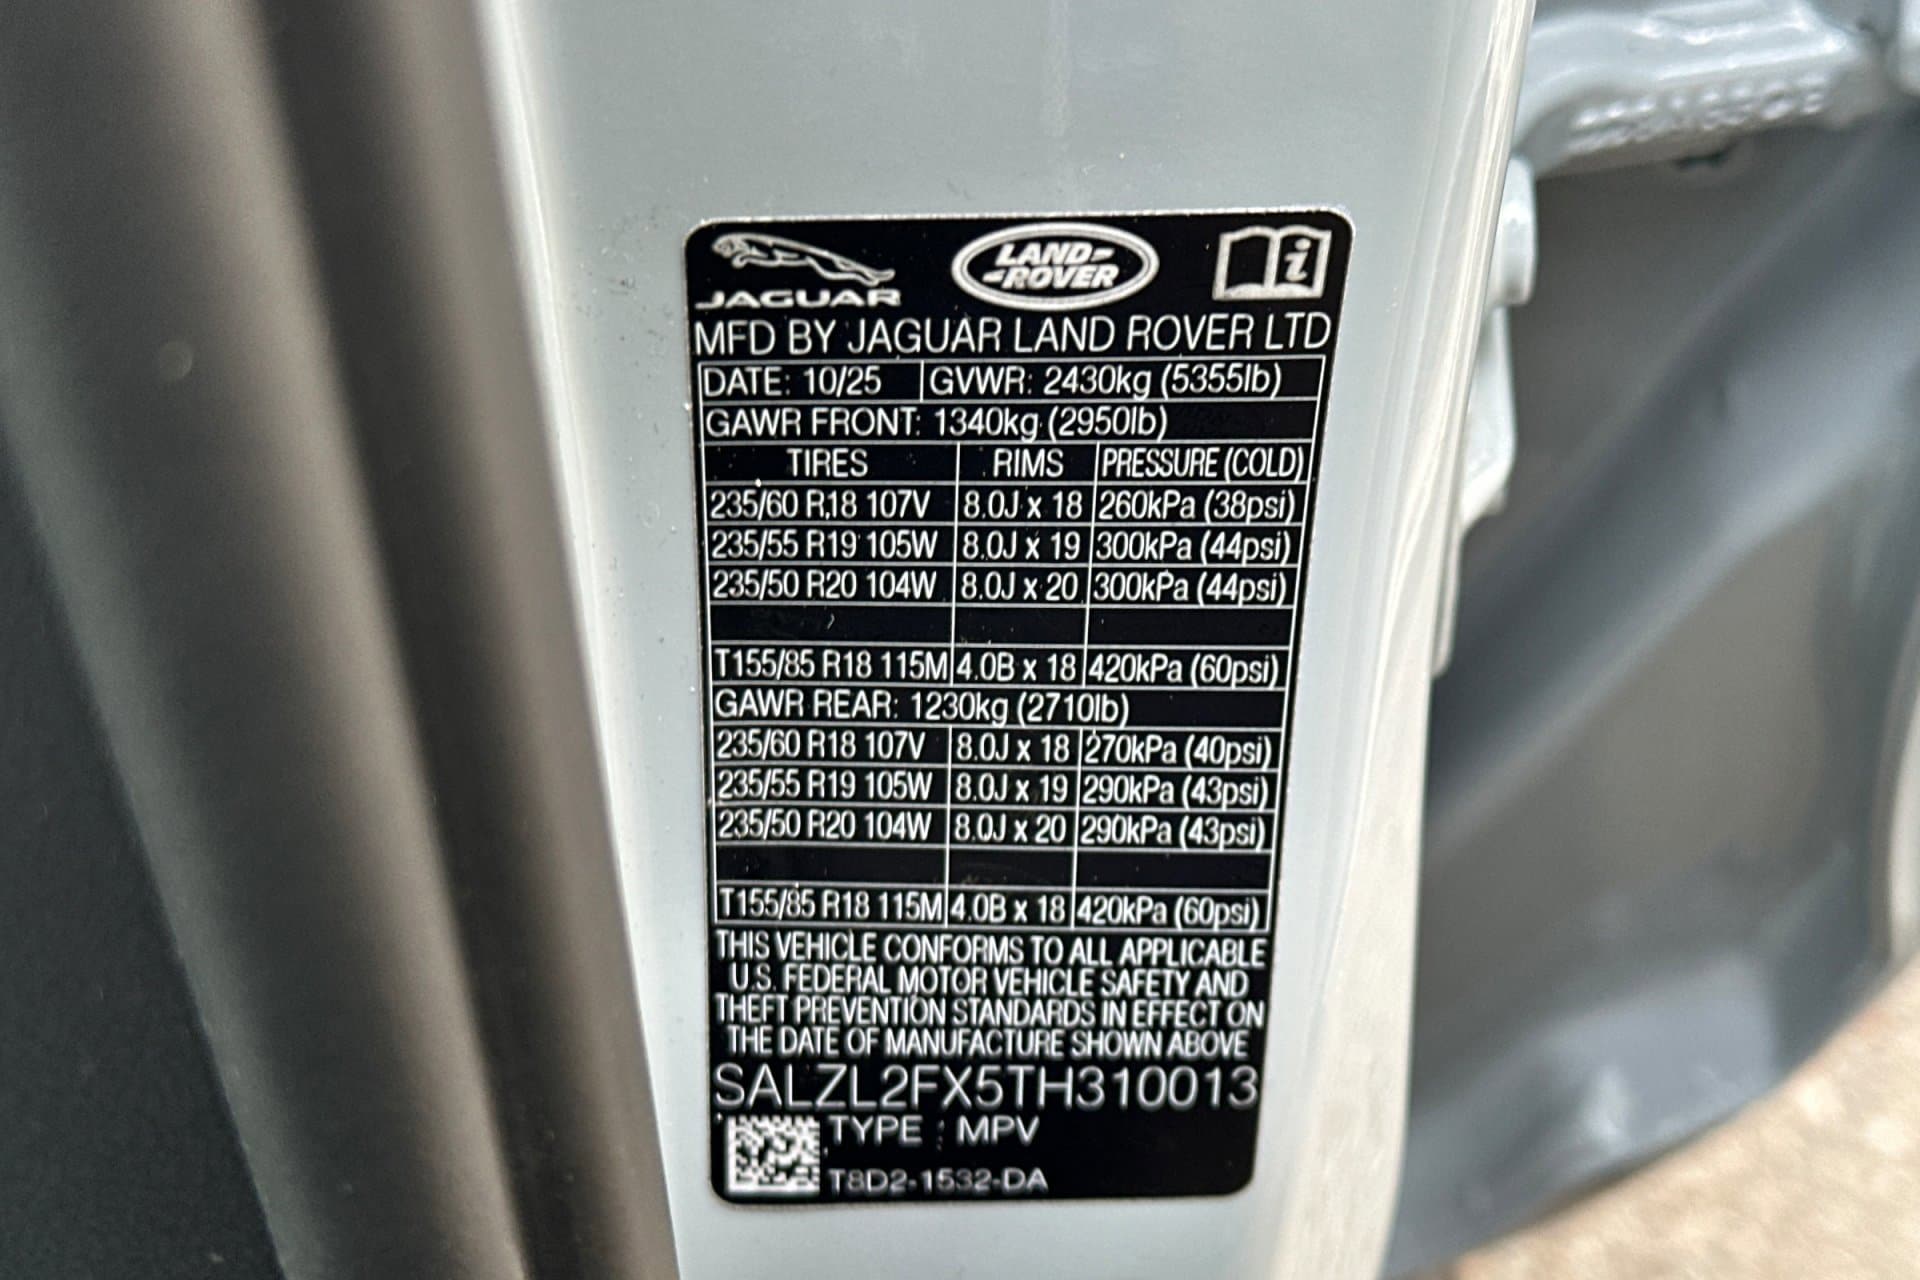 JAGUAR LAND-ROVER i
MFD BY JAGUAR LAND ROVER LTD
DATE: 10/25 GVWR: 2430kg (5355lb)
GAWR FRONT: 1340kg (2950lb)
TIRES RIMS PRESSURE (COLD)
235/60 R18 107V 8.0J x 18 260kPa (38psi)
235/55 R19 105W 8.0J x 19 300kPa (44psi)
235/50 R20 104W 8.0J x 20 300kPa (44psi)
T155/85 R18 115M 4.0B x 18 420kPa (60psi)
GAWR REAR: 1230kg (2710lb)
235/60 R18 107V 8.0J x 18 270kPa (40psi)
235/55 R19 105W 8.0J x 19 290kPa (43psi)
235/50 R20 104W 8.0J x 20 290kPa (43psi)
T155/85 R18 115M 4.0B x 18 420kPa (60psi)
THIS VEHICLE CONFORMS TO ALL APPLICABLE
U.S. FEDERAL MOTOR VEHICLE SAFETY AND
THEFT PREVENTION STANDARDS IN EFFECT ON
THE DATE OF MANUFACTURE SHOWN ABOVE
SALZL2FX5TH310013
TYPE : MPV
T8D2-1532-DA